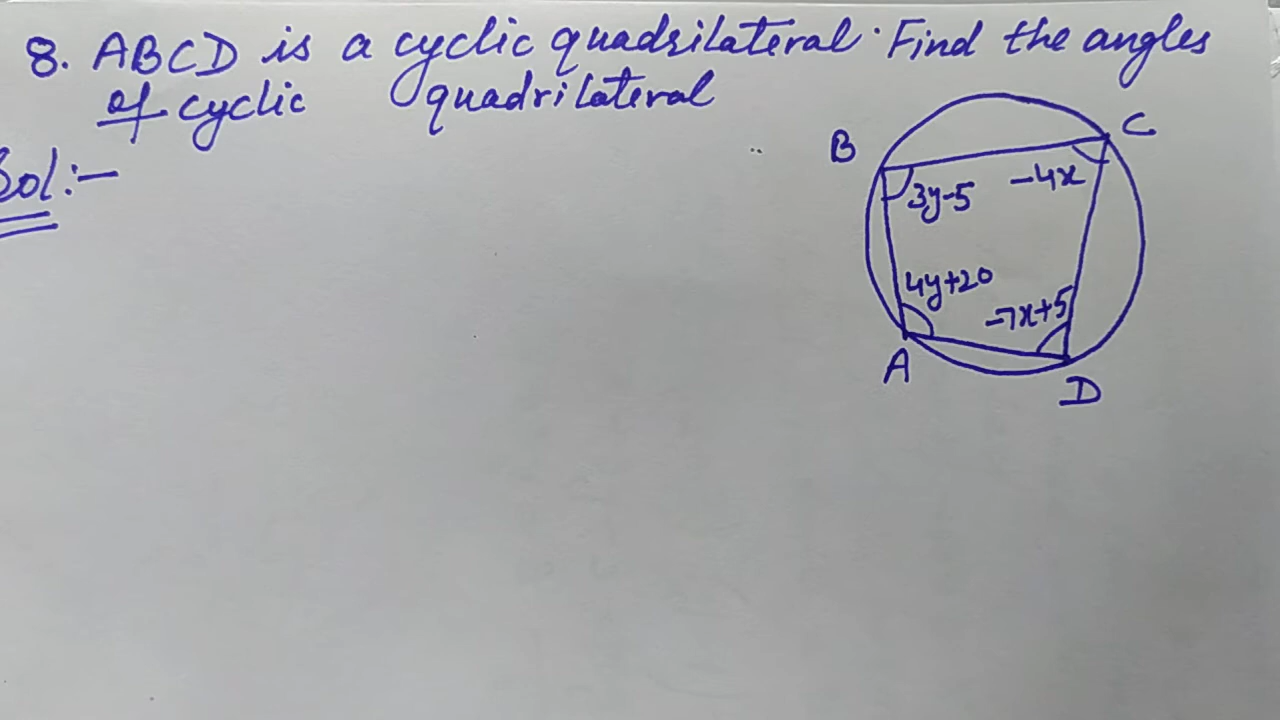 8. ABCD is a cyclic quadrilateral. Find the angles
of cyclic quadrilateral
Sol:-
B
C
3y-5
-4x
4y+20
-7x+5
A
D